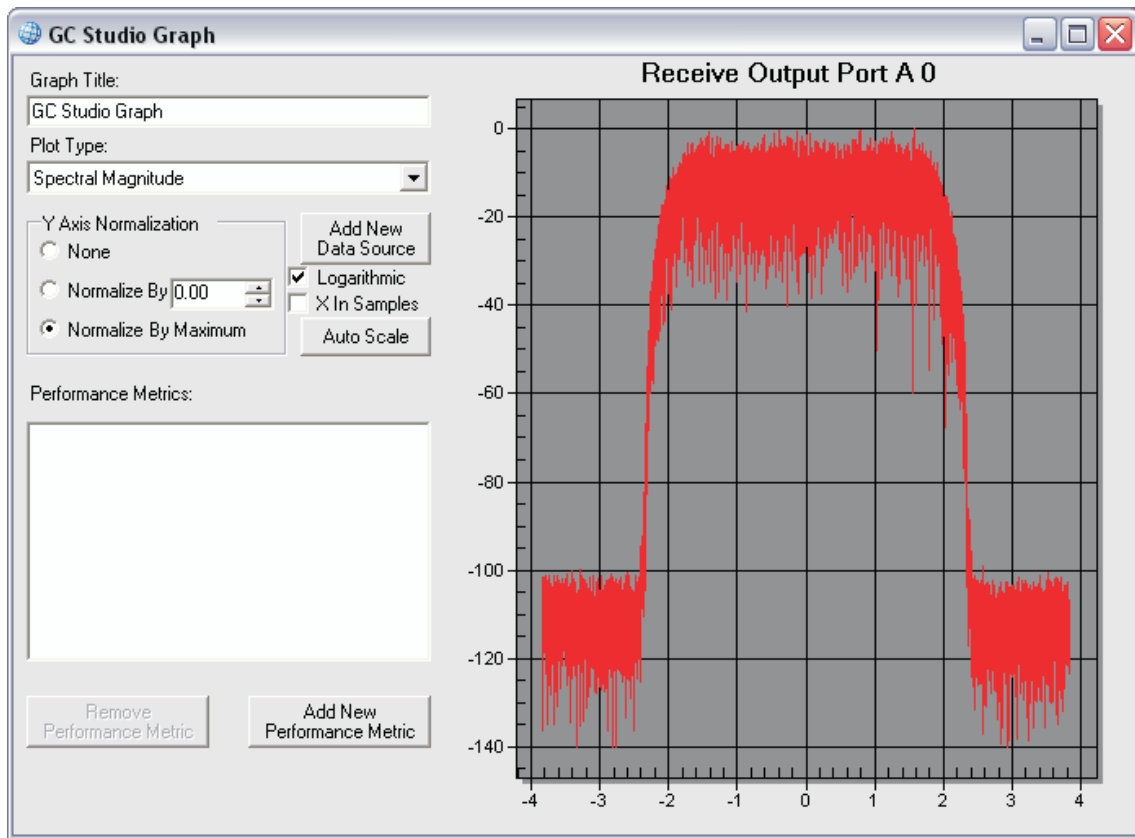 GC Studio Graph
Graph Title:
GC Studio Graph
Plot Type:
Spectral Magnitude
Y Axis Normalization
None
Normalize By 0.00
Normalize By Maximum
Add New
Data Source
Logarithmic
X In Samples
Auto Scale
Performance Metrics:
Remove
Performance Metric
Add New
Performance Metric
Receive Output Port A 0
0
-20
-40
-60
-80
-100
-120
-140
-4 -3 -2 -1 0 1 2 3 4